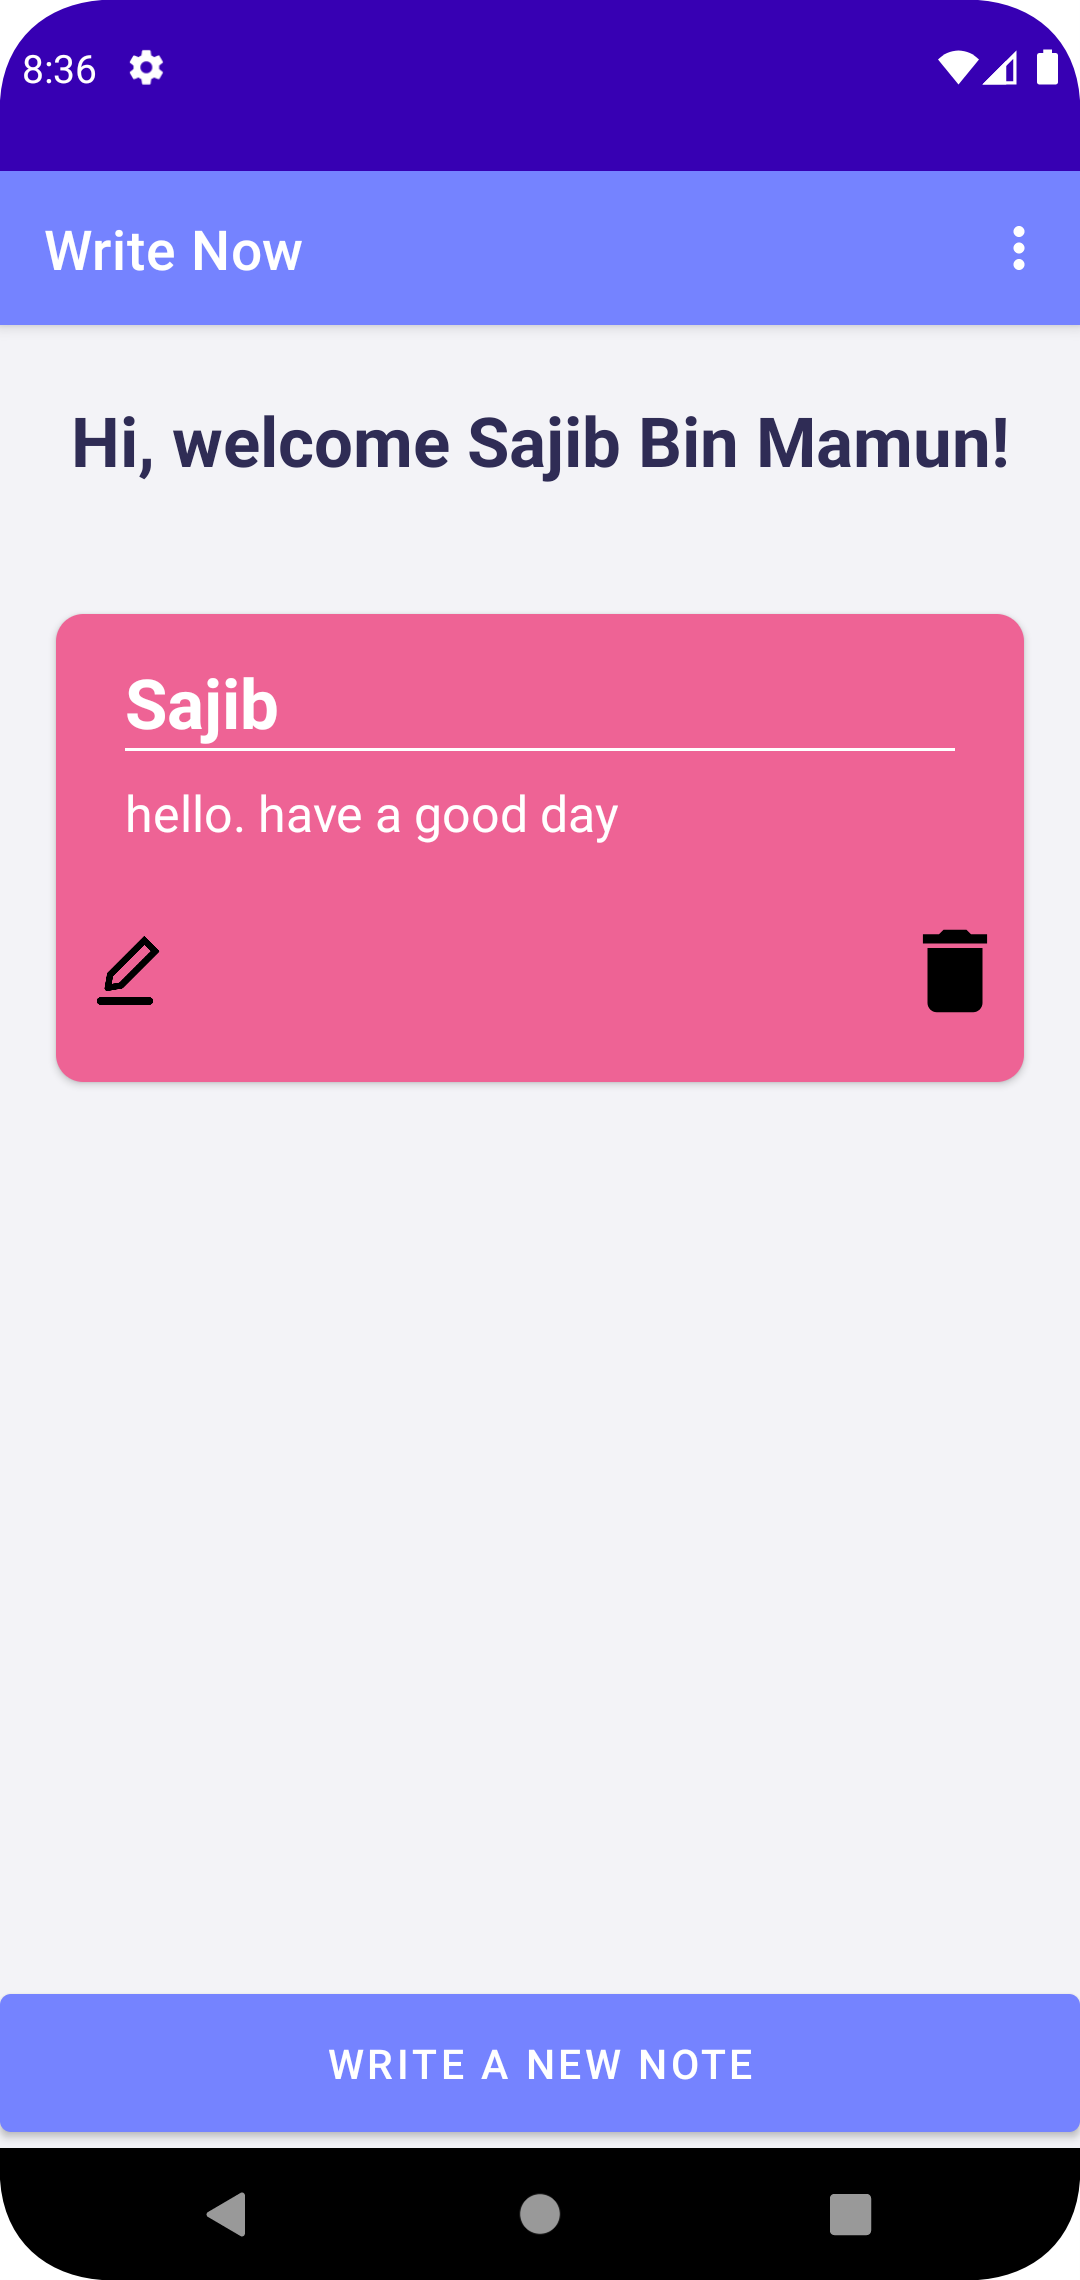 8:36
Write Now
Hi, welcome Sajib Bin Mamun!
Sajib
hello. have a good day
WRITE A NEW NOTE